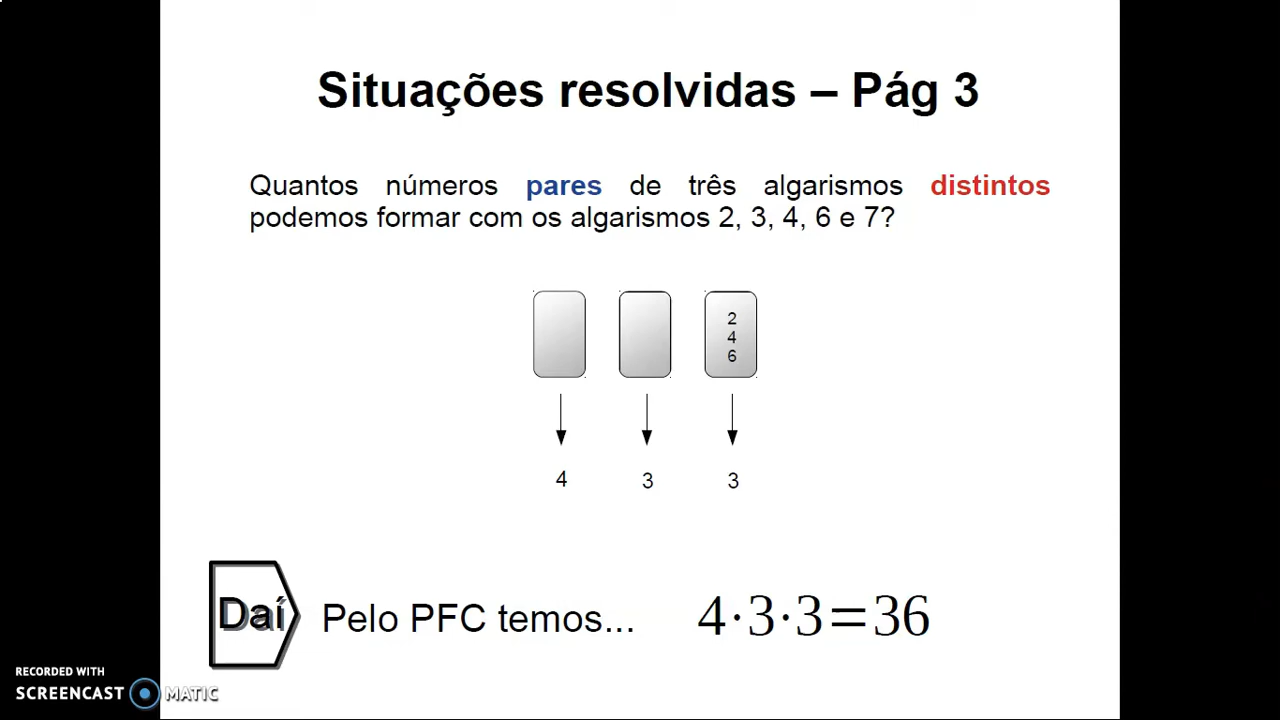 Situações resolvidas – Pág 3
Quantos números pares de três algarismos distintos
podemos formar com os algarismos 2, 3, 4, 6 e 7?
2
4
6
4 3 3
Daí Pelo PFC temos... 4·3·3=36
RECORDED WITH
SCREENCAST MATIC